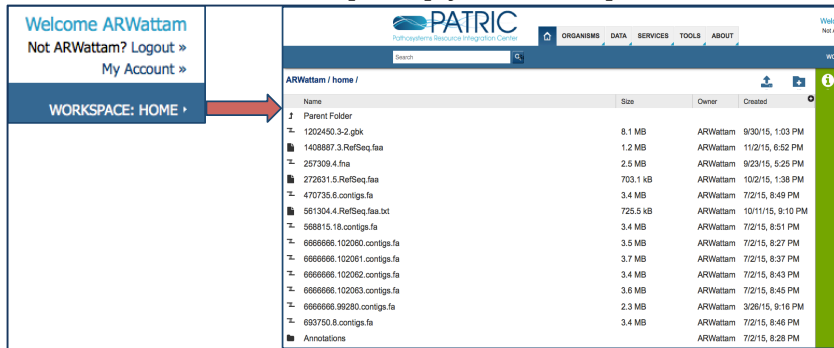 Welcome ARWattam
Not ARWattam? Logout »
My Account »
WORKSPACE: HOME
PATRIC
Pathosystems Resource Integration Center
ORGANISMS DATA SERVICES TOOLS ABOUT
Welc
Not A
Search
WO
ARWattam / home /
Name Size Owner Created
Parent Folder
1202450.3-2.gbk 8.1 MB ARWattam 9/30/15, 1:03 PM
1408887.3.RefSeq.faa 1.2 MB ARWattam 11/2/15, 6:52 PM
257309.4.fna 2.5 MB ARWattam 9/23/15, 5:25 PM
272631.5.RefSeq.faa 703.1 kB ARWattam 10/2/15, 1:38 PM
470735.6.contigs.fa 3.4 MB ARWattam 7/2/15, 8:49 PM
561304.4.RefSeq.faa.txt 725.5 kB ARWattam 10/11/15, 9:10 PM
568815.18.contigs.fa 3.4 MB ARWattam 7/2/15, 8:51 PM
6666666.102060.contigs.fa 3.5 MB ARWattam 7/2/15, 8:27 PM
6666666.102061.contigs.fa 3.7 MB ARWattam 7/2/15, 8:37 PM
6666666.102062.contigs.fa 3.4 MB ARWattam 7/2/15, 8:43 PM
6666666.102063.contigs.fa 3.6 MB ARWattam 7/2/15, 8:45 PM
6666666.99280.contigs.fa 2.3 MB ARWattam 3/26/15, 9:16 PM
693750.8.contigs.fa 3.4 MB ARWattam 7/2/15, 8:46 PM
Annotations ARWattam 7/2/15, 8:28 PM